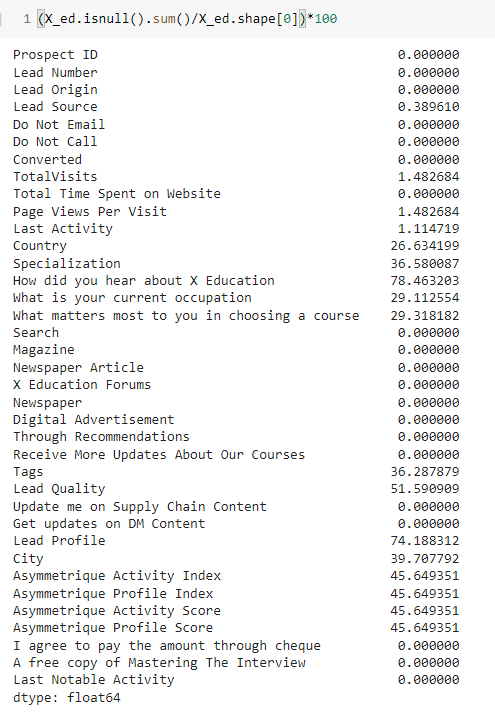 1 (X_ed.isnull().sum()/X_ed.shape[0])*100
Prospect ID 0.000000
Lead Number 0.000000
Lead Origin 0.000000
Lead Source 0.389610
Do Not Email 0.000000
Do Not Call 0.000000
Converted 0.000000
TotalVisits 1.482684
Total Time Spent on Website 0.000000
Page Views Per Visit 1.482684
Last Activity 1.114719
Country 26.634199
Specialization 36.580087
How did you hear about X Education 78.463203
What is your current occupation 29.112554
What matters most to you in choosing a course 29.318182
Search 0.000000
Magazine 0.000000
Newspaper Article 0.000000
X Education Forums 0.000000
Newspaper 0.000000
Digital Advertisement 0.000000
Through Recommendations 0.000000
Receive More Updates About Our Courses 0.000000
Tags 36.287879
Lead Quality 51.590909
Update me on Supply Chain Content 0.000000
Get updates on DM Content 0.000000
Lead Profile 74.188312
City 39.707792
Asymmetrique Activity Index 45.649351
Asymmetrique Profile Index 45.649351
Asymmetrique Activity Score 45.649351
Asymmetrique Profile Score 45.649351
I agree to pay the amount through cheque 0.000000
A free copy of Mastering The Interview 0.000000
Last Notable Activity 0.000000
dtype: float64